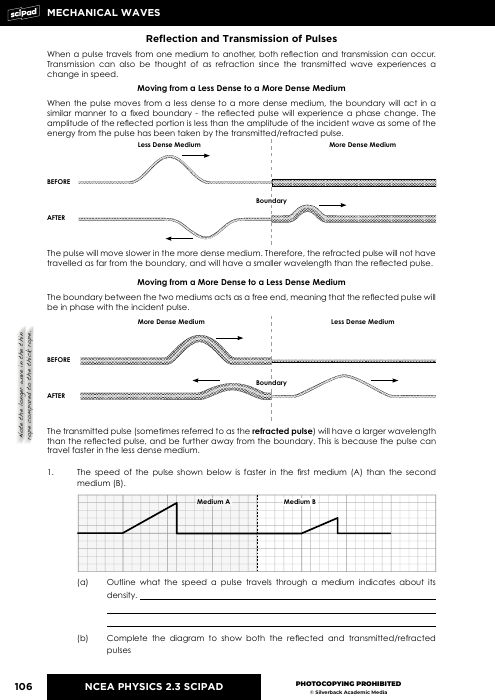 scipad MECHANICAL WAVES
Reflection and Transmission of Pulses
When a pulse travels from one medium to another, both reflection and transmission can occur.
Transmission can also be thought of as refraction since the transmitted wave experiences a
change in speed.
Moving from a Less Dense to a More Dense Medium
When the pulse moves from a less dense to a more dense medium, the boundary will act in a
similar manner to a fixed boundary - the reflected pulse will experience a phase change. The
amplitude of the reflected portion is less than the amplitude of the incident wave as some of the
energy from the pulse has been taken by the transmitted/refracted pulse.
Less Dense Medium More Dense Medium
BEFORE
Boundary
AFTER
The pulse will move slower in the more dense medium. Therefore, the refracted pulse will not have
travelled as far from the boundary, and will have a smaller wavelength than the reflected pulse.
Moving from a More Dense to a Less Dense Medium
The boundary between the two mediums acts as a free end, meaning that the reflected pulse will
be in phase with the incident pulse.
More Dense Medium Less Dense Medium
BEFORE
Boundary
AFTER
Note the larger wave in the thin
rope compared to the thick rope.
The transmitted pulse (sometimes referred to as the refracted pulse) will have a larger wavelength
than the reflected pulse, and be further away from the boundary. This is because the pulse can
travel faster in the less dense medium.
1. The speed of the pulse shown below is faster in the first medium (A) than the second
medium (B).
Medium A Medium B
(a) Outline what the speed a pulse travels through a medium indicates about its
density.
(b) Complete the diagram to show both the reflected and transmitted/refracted
pulses
106 NCEA PHYSICS 2.3 SCIPAD PHOTOCOPYING PROHIBITED
© Silverback Academic Media